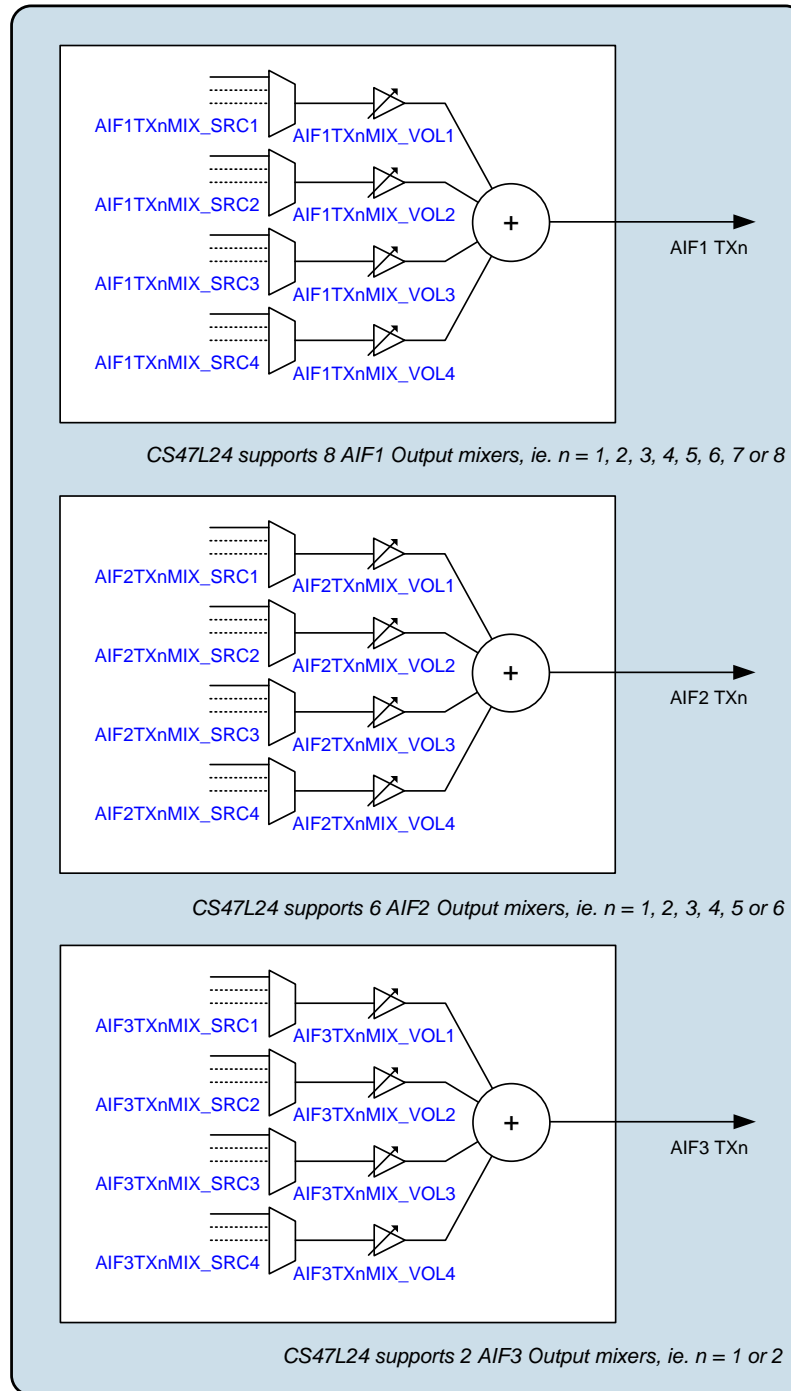 AIF1TXnMIX_SRC1
AIF1TXnMIX_VOL1
AIF1TXnMIX_SRC2
AIF1TXnMIX_VOL2
+
AIF1 TXn
AIF1TXnMIX_SRC3
AIF1TXnMIX_VOL3
AIF1TXnMIX_SRC4
AIF1TXnMIX_VOL4
CS47L24 supports 8 AIF1 Output mixers, ie. n = 1, 2, 3, 4, 5, 6, 7 or 8
AIF2TXnMIX_SRC1
AIF2TXnMIX_VOL1
AIF2TXnMIX_SRC2
AIF2TXnMIX_VOL2
+
AIF2 TXn
AIF2TXnMIX_SRC3
AIF2TXnMIX_VOL3
AIF2TXnMIX_SRC4
AIF2TXnMIX_VOL4
CS47L24 supports 6 AIF2 Output mixers, ie. n = 1, 2, 3, 4, 5 or 6
AIF3TXnMIX_SRC1
AIF3TXnMIX_VOL1
AIF3TXnMIX_SRC2
AIF3TXnMIX_VOL2
+
AIF3 TXn
AIF3TXnMIX_SRC3
AIF3TXnMIX_VOL3
AIF3TXnMIX_SRC4
AIF3TXnMIX_VOL4
CS47L24 supports 2 AIF3 Output mixers, ie. n = 1 or 2